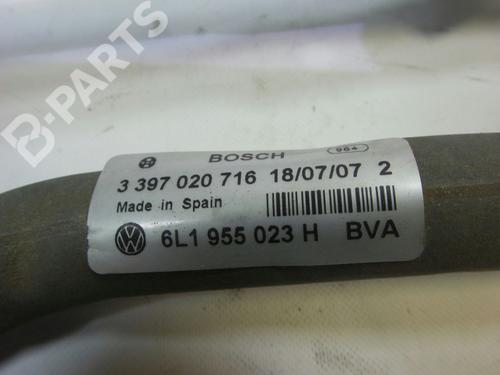 B-PARTS
BOSCH 964
3 397 020 716 18/07/07 2
Made in Spain
6L1 955 023 H BVA